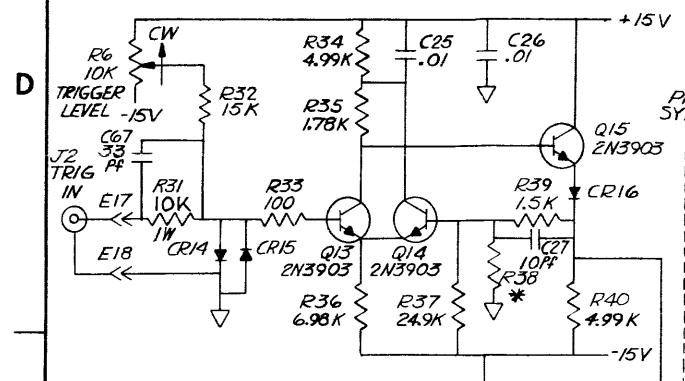 D
R6
10K
TRIGGER
LEVEL
CW
-15V
R32
15K
C67
33
Pf
J2
TRIG
IN
E17
E18
R31
10K
1W
CR14
CR15
R33
100
R34
4.99K
R35
1.78K
C25
.01
C26
.01
+15V
Q15
2N3903
CR16
R39
1.5K
C27
10Pf
Q13
2N3903
Q14
2N3903
R38
*
R36
6.98K
R37
24.9K
R40
4.99K
-15V
SY